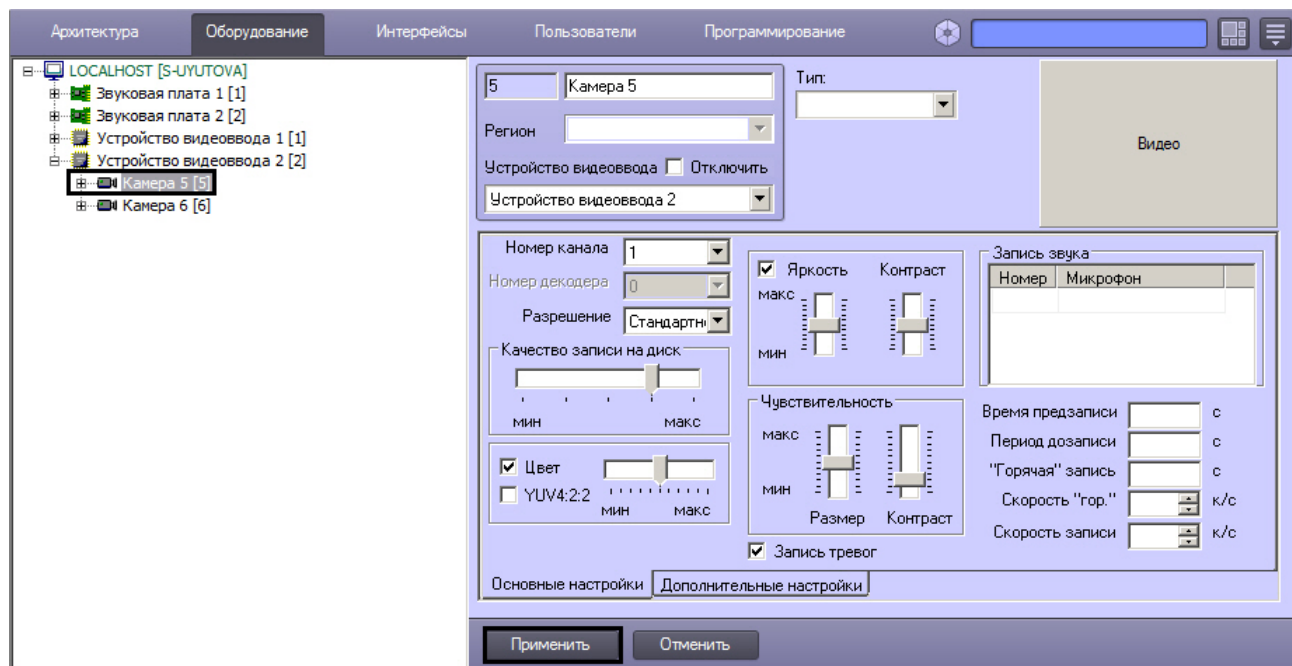 Архитектура Оборудование Интерфейсы Пользователи Программирование
LOCALHOST [S-UYUTOVA]
Звуковая плата 1 [1]
Звуковая плата 2 [2]
Устройство видеоввода 1 [1]
Устройство видеоввода 2 [2]
Камера 5 [5]
Камера 6 [6]
5 Камера 5
Тип:
Регион
Устройство видеоввода Отключить
Устройство видеоввода 2
Видео
Номер канала 1
Номер декодера 0
Разрешение Стандартн
Качество записи на диск
мин макс
Цвет
YUV4:2:2
мин макс
Яркость Контраст
макс
мин
Чувствительность
макс
мин
Размер Контраст
Запись тревог
Запись звука
Номер Микрофон
Время предзаписи с
Период дозаписи с
"Горячая" запись с
Скорость "гор." к/с
Скорость записи к/с
Основные настройки Дополнительные настройки
Применить Отменить